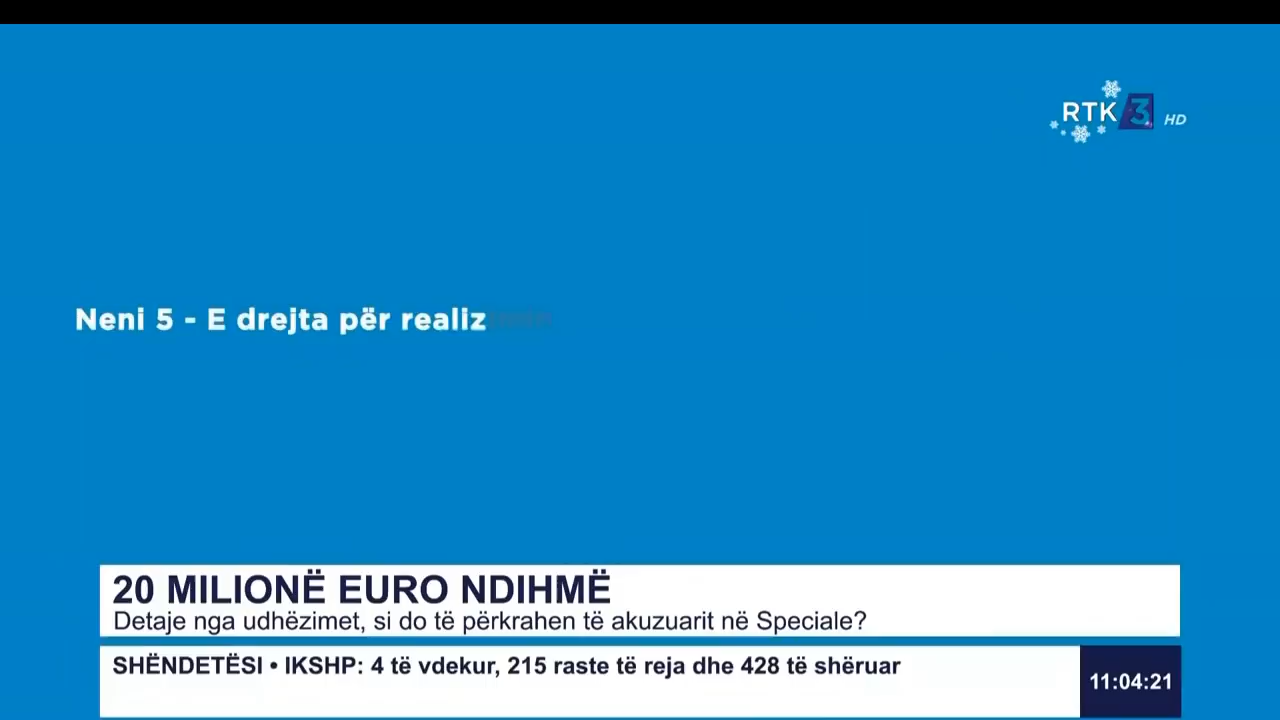 RTK 3 HD
Neni 5 - E drejta për realiz
20 MILIONË EURO NDIHMË
Detaje nga udhëzimet, si do të përkrahen të akuzuarit në Speciale?
SHËNDETËSI • IKSHP: 4 të vdekur, 215 raste të reja dhe 428 të shëruar
11:04:21